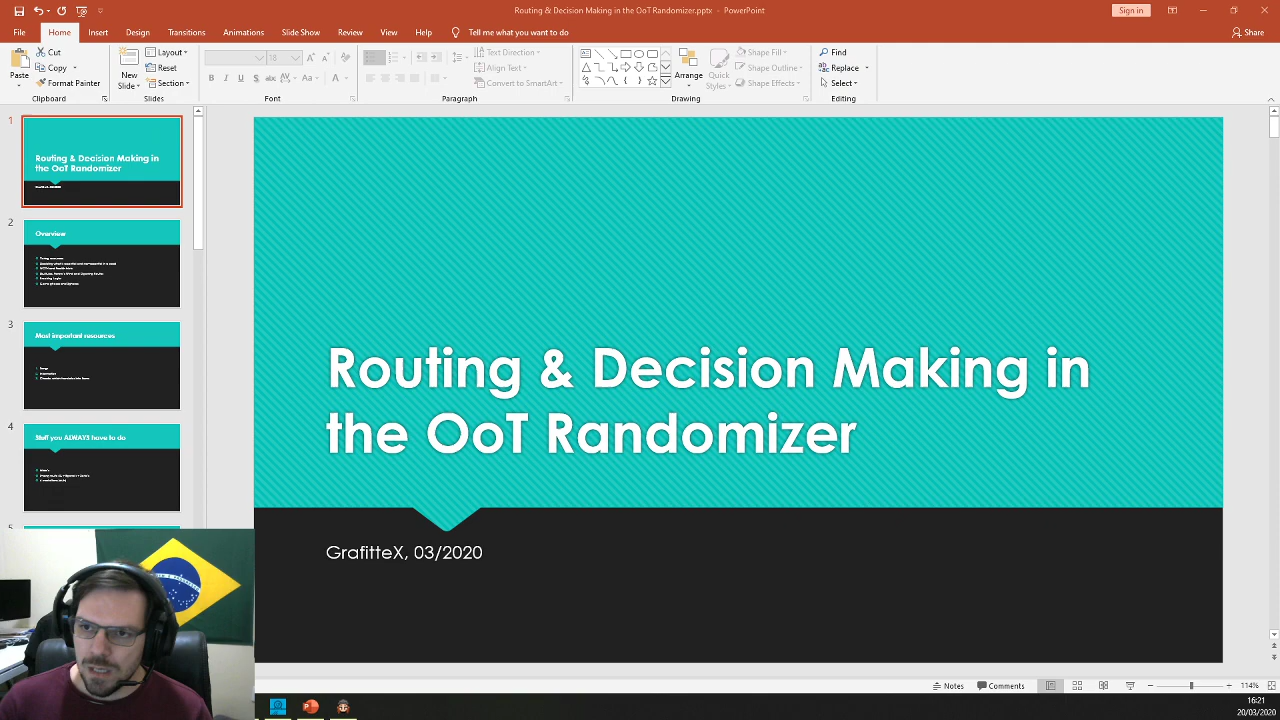 Routing & Decision Making in the OoT Randomizer.pptx - PowerPoint
Sign in
File Home Insert Design Transitions Animations Slide Show Review View Help Tell me what you want to do Share
Paste
Cut
Copy
Format Painter
Clipboard
New
Slide
Layout
Reset
Section
Slides
18
Font
Text Direction
Align Text
Convert to SmartArt
Paragraph
Arrange
Quick
Styles
Shape Fill
Shape Outline
Shape Effects
Drawing
Find
Replace
Select
Editing
1
Routing & Decision Making in
the OoT Randomizer
2
Overview
3
Most important resources
4
Stuff you ALWAYS have to do
5
Routing & Decision Making in
the OoT Randomizer
GrafitteX, 03/2020
Notes Comments 114%
16:21
20/03/2020